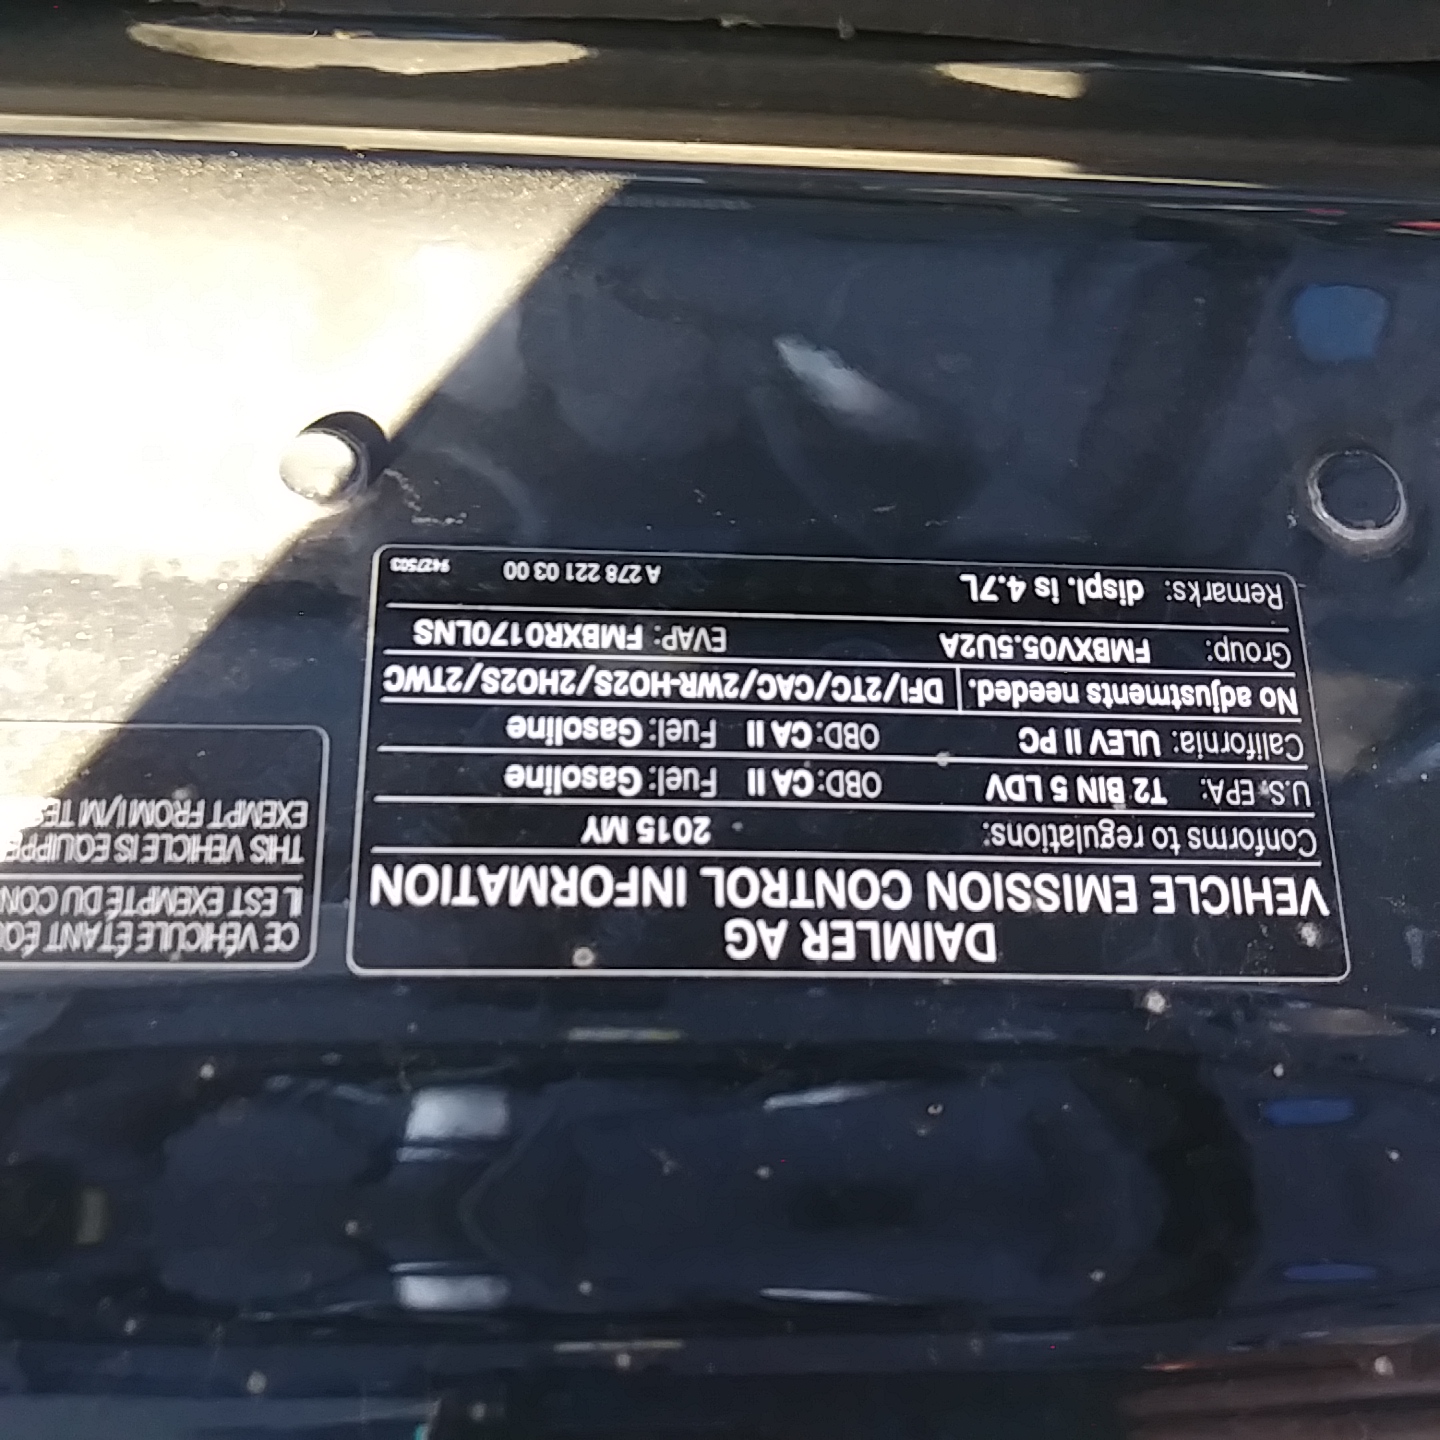 DAIMLER AG
VEHICLE EMISSION CONTROL INFORMATION
Conforms to regulations: 2015 MY
U.S. EPA: T2 BIN 5 LDV OBD: CA II Fuel: Gasoline
California: ULEV II PC OBD: CA II Fuel: Gasoline
No adjustments needed. DFI/2TC/CAC/2WR-HO2S/2HO2S/2TWC
Group: FMBXV05.5U2A EVAP: FMBXR0170LNS
Remarks: displ. is 4.7L A 278 221 03 00 9427503
CE VÉHICULE ÉTANT ÉQU
IL EST EXEMPTÉ DU CON
THIS VEHICLE IS EQUIPPE
EXEMPT FROM I/M TES